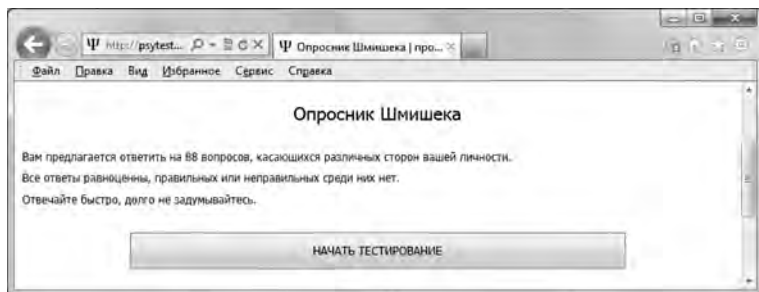 Ψ http://psytest...
Ψ Опросник Шмишека | про...
Файл Правка Вид Избранное Сервис Справка
Опросник Шмишека
Вам предлагается ответить на 88 вопросов, касающихся различных сторон вашей личности.
Все ответы равноценны, правильных или неправильных среди них нет.
Отвечайте быстро, долго не задумывайтесь.
НАЧАТЬ ТЕСТИРОВАНИЕ